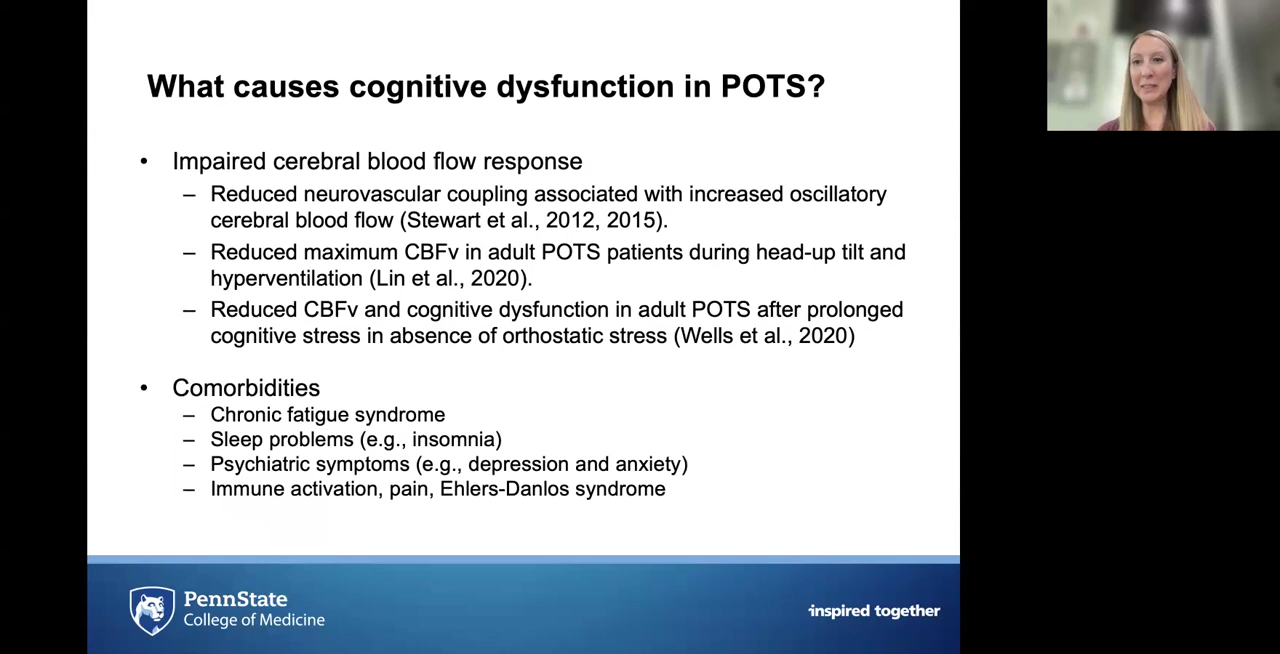 What causes cognitive dysfunction in POTS?
• Impaired cerebral blood flow response
– Reduced neurovascular coupling associated with increased oscillatory
cerebral blood flow (Stewart et al., 2012, 2015).
– Reduced maximum CBFv in adult POTS patients during head-up tilt and
hyperventilation (Lin et al., 2020).
– Reduced CBFv and cognitive dysfunction in adult POTS after prolonged
cognitive stress in absence of orthostatic stress (Wells et al., 2020)
• Comorbidities
– Chronic fatigue syndrome
– Sleep problems (e.g., insomnia)
– Psychiatric symptoms (e.g., depression and anxiety)
– Immune activation, pain, Ehlers-Danlos syndrome
PennState
College of Medicine
inspired together